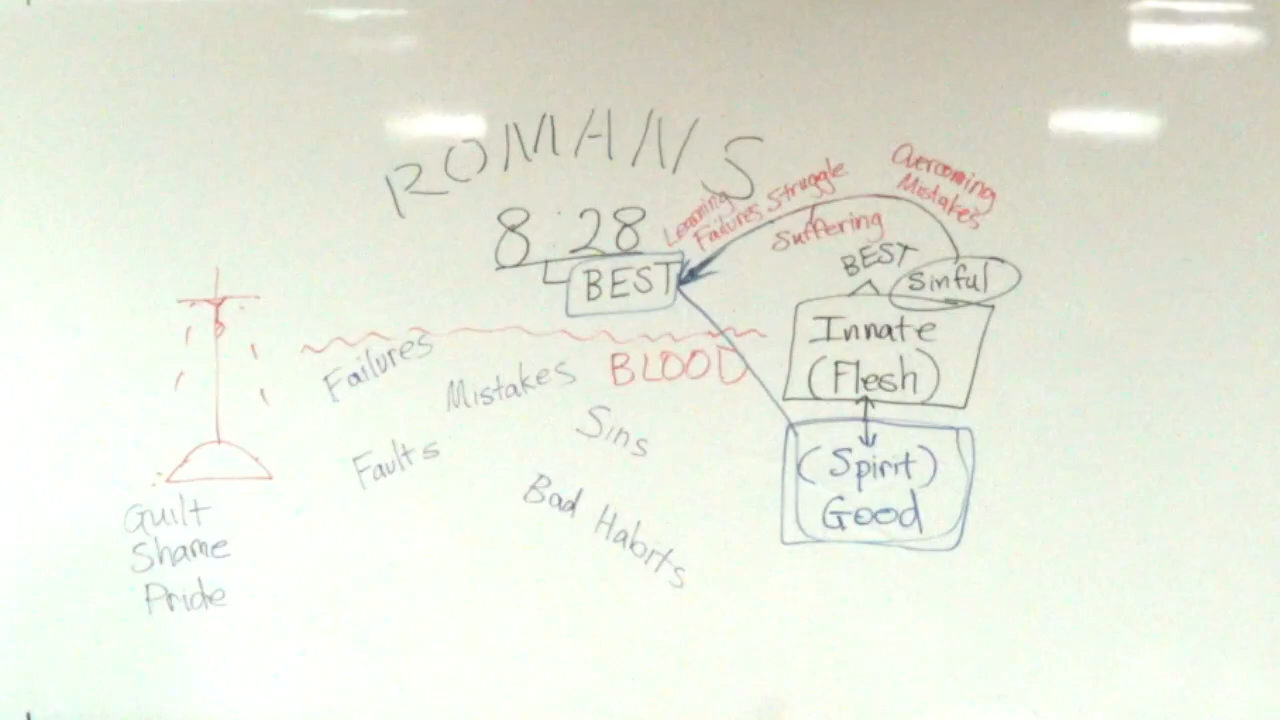 ROMANS
8:28
BEST
Learning
Failures Struggle
Suffering
Overcoming
Mistakes
BEST
Sinful
Innate
(Flesh)
(Spirit)
Good
BLOOD
Failures
Mistakes
Sins
Faults
Bad Habits
Guilt
Shame
Pride